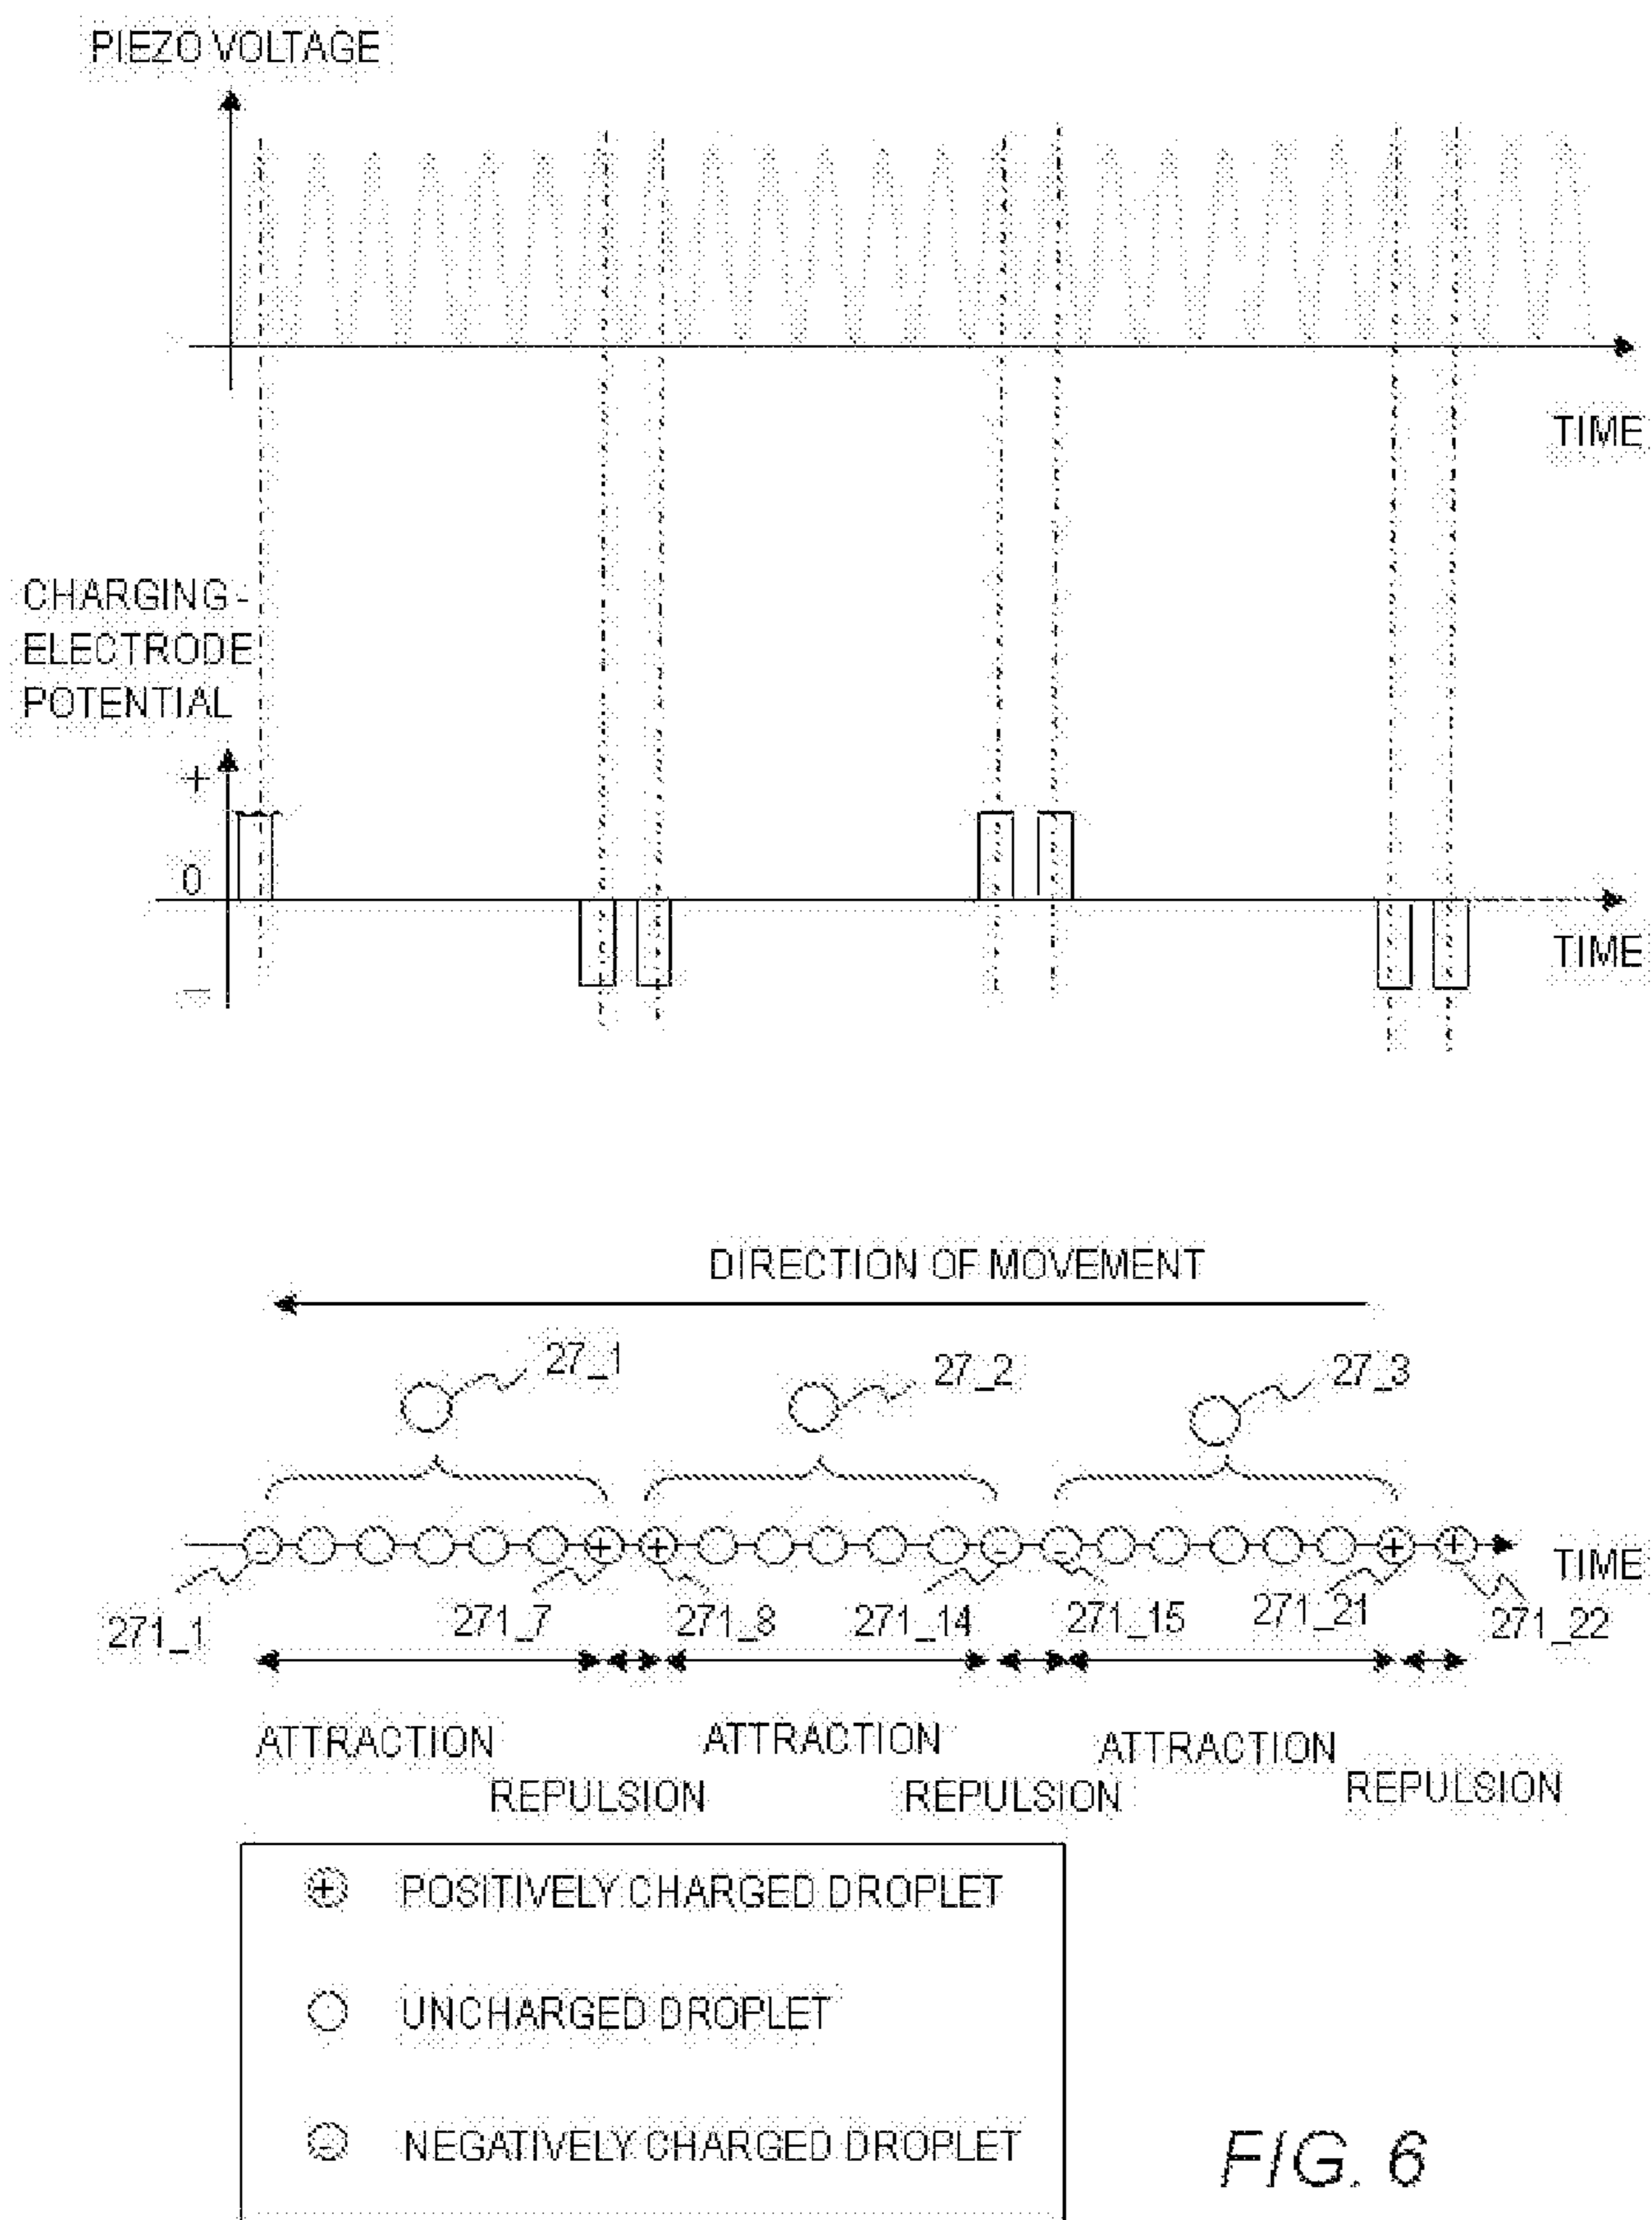 PIEZO VOLTAGE
TIME
CHARGING-
ELECTRODE
POTENTIAL
+
0
-
TIME
DIRECTION OF MOVEMENT
27_1
27_2
27_3
- + + - - + +
TIME
271_1
271_7
271_8
271_14
271_15
271_21
271_22
ATTRACTION
ATTRACTION
ATTRACTION
REPULSION
REPULSION
REPULSION
+ POSITIVELY CHARGED DROPLET
UNCHARGED DROPLET
- NEGATIVELY CHARGED DROPLET
FIG. 6